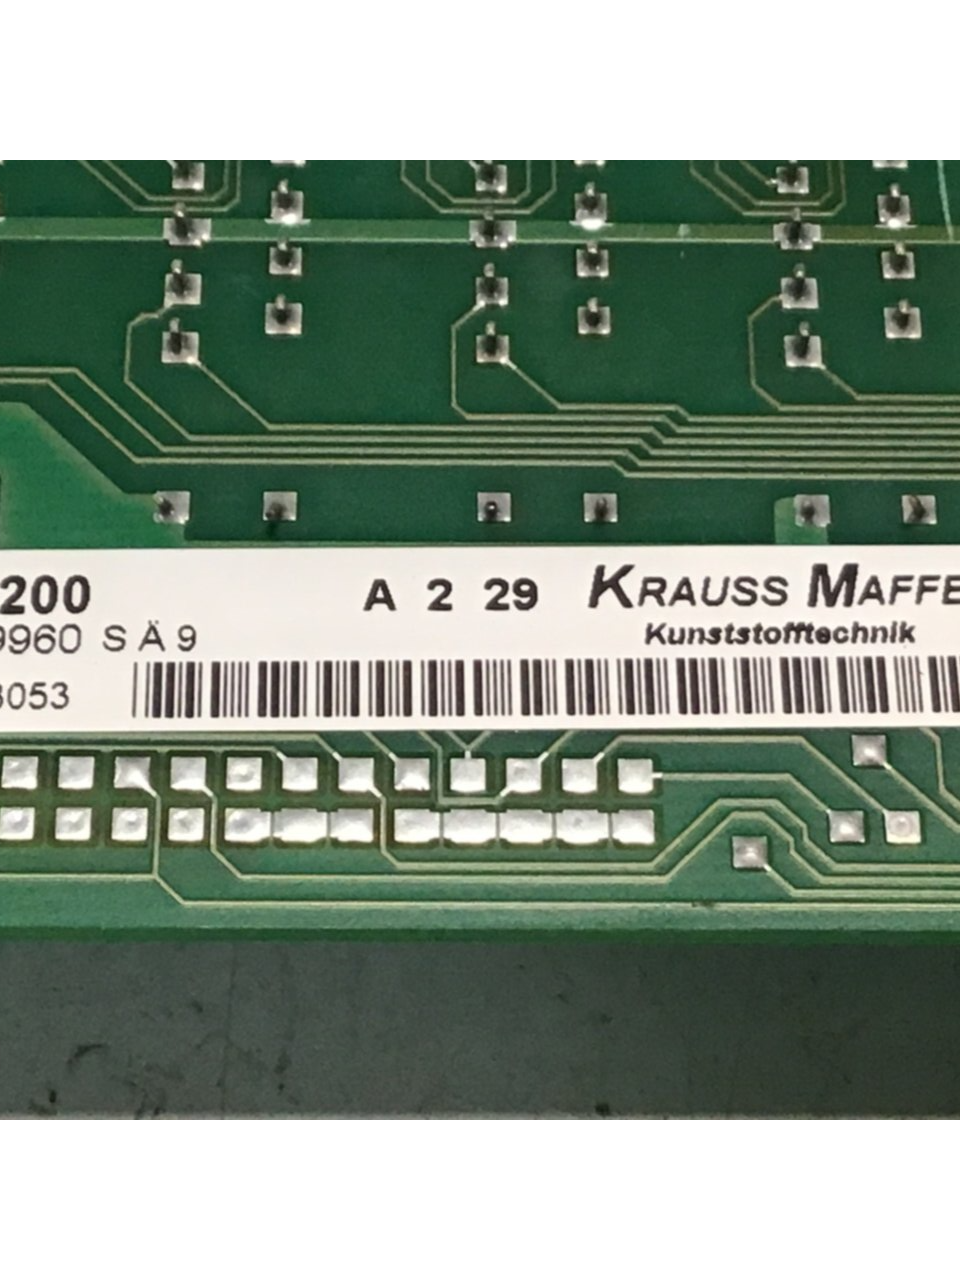 200 A 2 29 KRAUSS MAFFE
9960 S Ä 9 Kunststofftechnik
3053